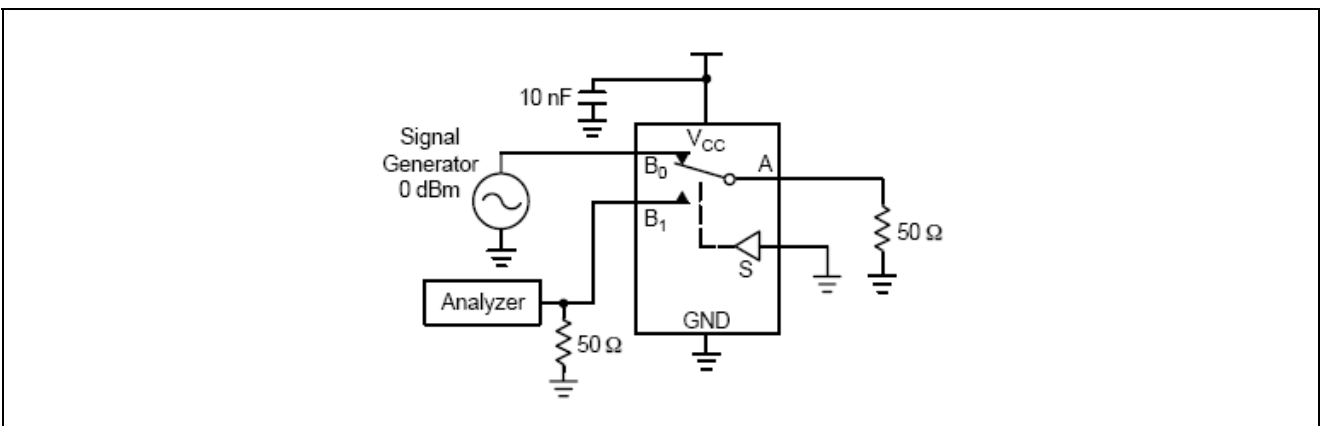 10 nF
Signal
Generator
0 dBm
VCC
B0
A
B1
50 Ω
S
Analyzer
GND
50 Ω